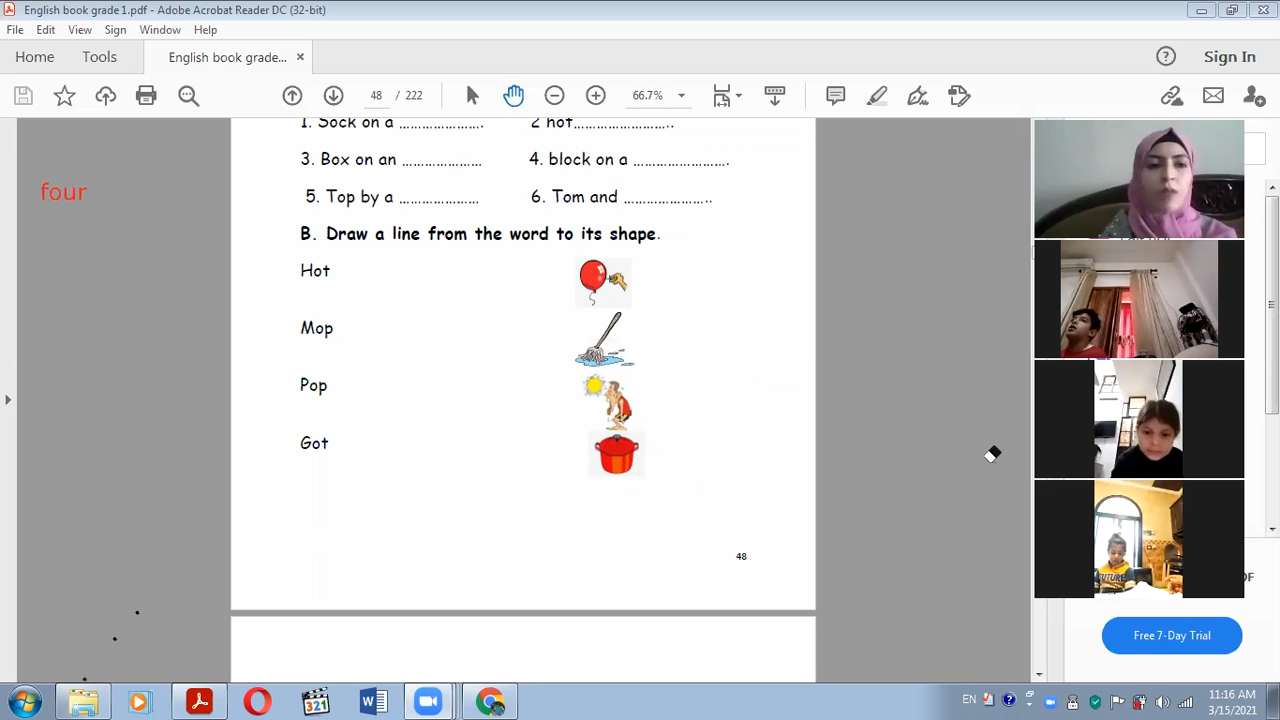 English book grade 1.pdf - Adobe Acrobat Reader DC (32-bit)
File Edit View Sign Window Help
Home Tools English book grade... × Sign In
48 / 222 66.7%
1. Sock on a ...................... 2 hot........................
3. Box on an ..................... 4. block on a ........................
5. Top by a ..................... 6. Tom and ........................
four
B. Draw a line from the word to its shape.
Hot
Mop
Pop
Got
48
DF
Free 7-Day Trial
321
EN
11:16 AM
3/15/2021